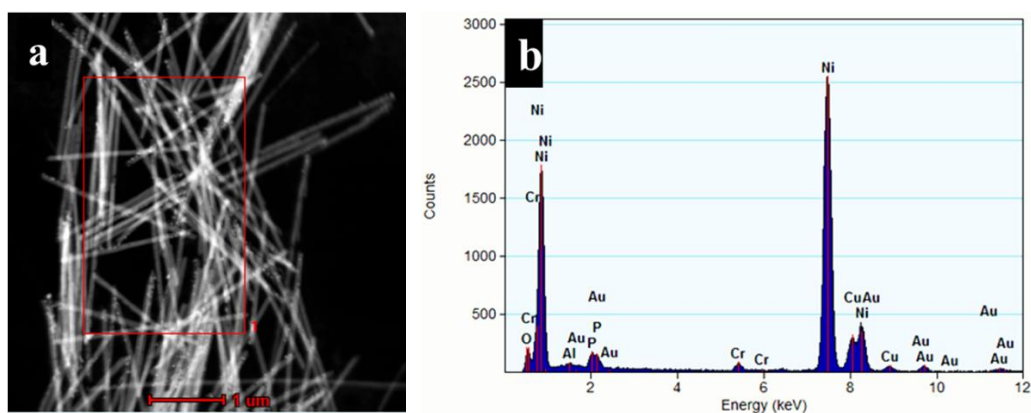 a
1
1 um
b
3000
2500
2000
1500
1000
500
Counts
Ni
Ni
Ni
Cr
Cr
O
Au
Al
Au
P
P
Au
Cr
Cr
Ni
CuAu
Ni
Cu
Au
Au
Au
Au
Au
Au
2 4 6 8 10 12
Energy (keV)